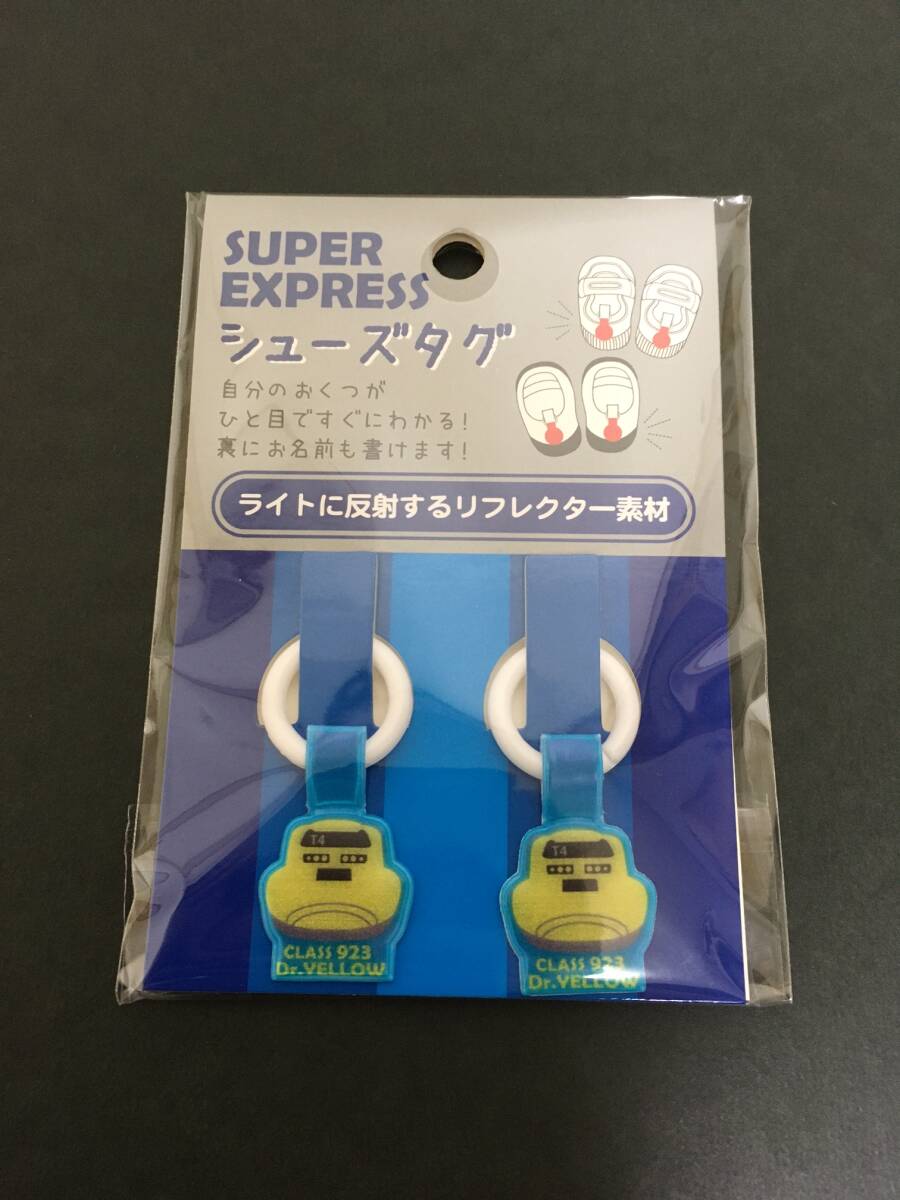 SUPER
EXPRESS
シューズタグ
自分のおくつが
ひと目ですぐにわかる!
裏にお名前も書けます!
ライトに反射するリフレクター素材
T4
CLASS 923
Dr.YELLOW
T4
CLASS 923
Dr.YELLOW